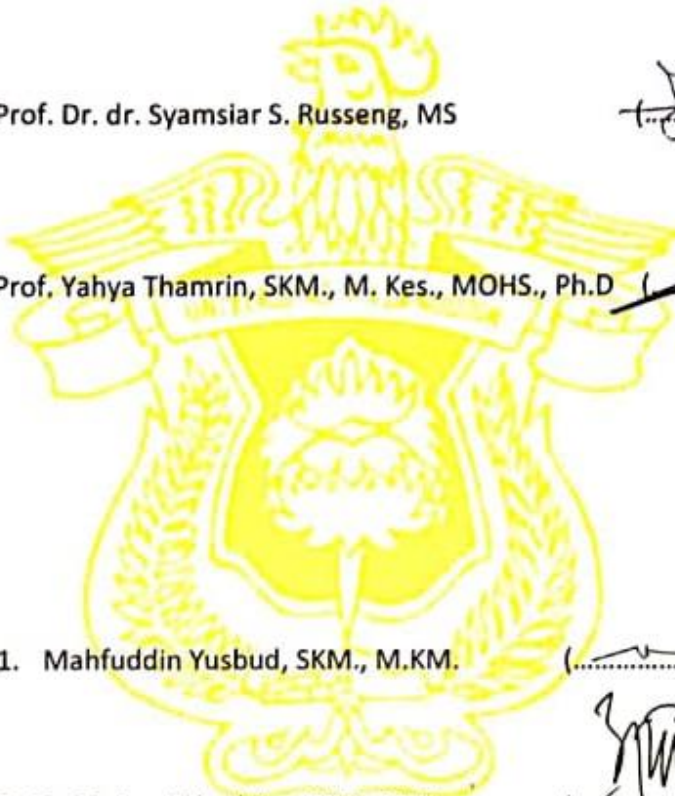 Prof. Dr. dr. Syamsiar S. Russeng, MS (....
Prof. Yahya Thamrin, SKM., M. Kes., MOHS., Ph.D (
1. Mahfuddin Yusbud, SKM., M.KM. (..............